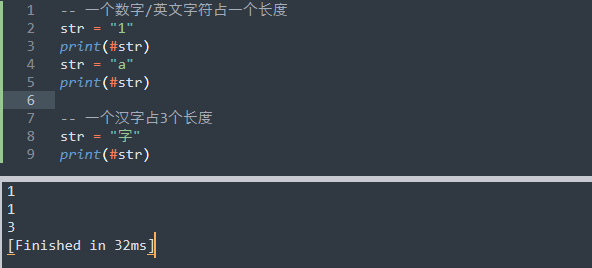 1 -- 一个数字/英文字符占一个长度
2 str = "1"
3 print(#str)
4 str = "a"
5 print(#str)
6
7 -- 一个汉字占3个长度
8 str = "字"
9 print(#str)
1
1
3
[Finished in 32ms]